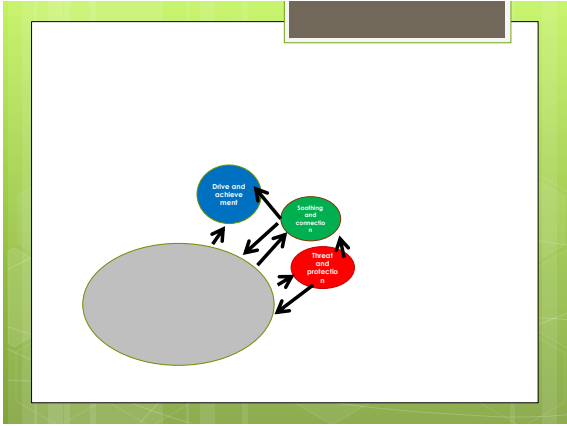 Drive and
achieve
ment
Soothing
and
connectio
n
Threat
and
protectio
n